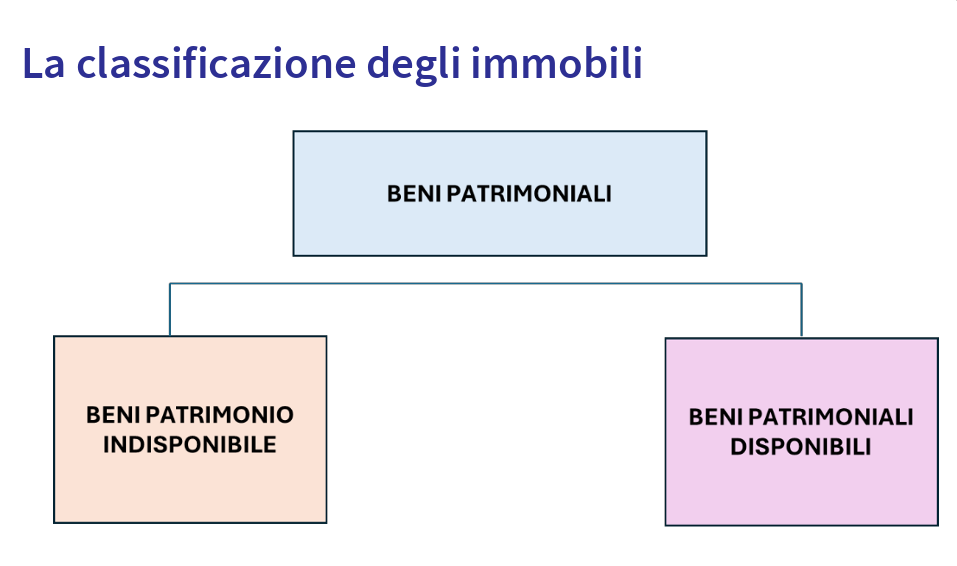 La classificazione degli immobili
BENI PATRIMONIALI
BENI PATRIMONIO
INDISPONIBILE
BENI PATRIMONIALI
DISPONIBILI